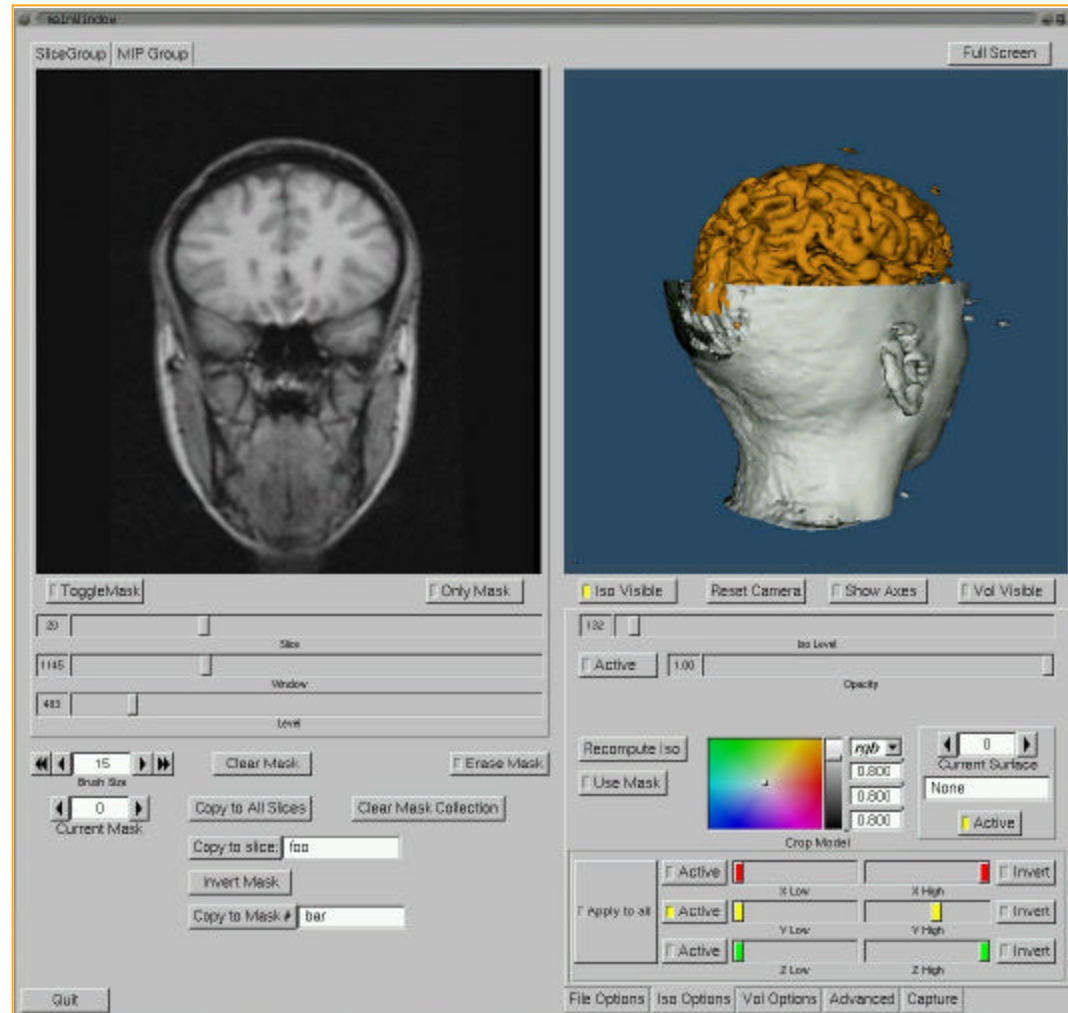 mainWindow
SliceGroup MIP Group
Full Screen
ToggleMask Only Mask
Iso Visible Reset Camera Show Axes Vol Visible
20
Slice
1145
Window
483
Level
132
Iso Level
Active 1.00
Opacity
15
Brush Size
Clear Mask Erase Mask
0
Current Mask
Copy to All Slices Clear Mask Collection
Copy to slice: foo
Invert Mask
Copy to Mask # bar
Recompute Iso
Use Mask
rgb
0.800
0.800
0.800
0
Current Surface
None
Active
Crop Model
Apply to all
Active X Low X High Invert
Active Y Low Y High Invert
Active Z Low Z High Invert
Quit
File Options Iso Options Vol Options Advanced Capture